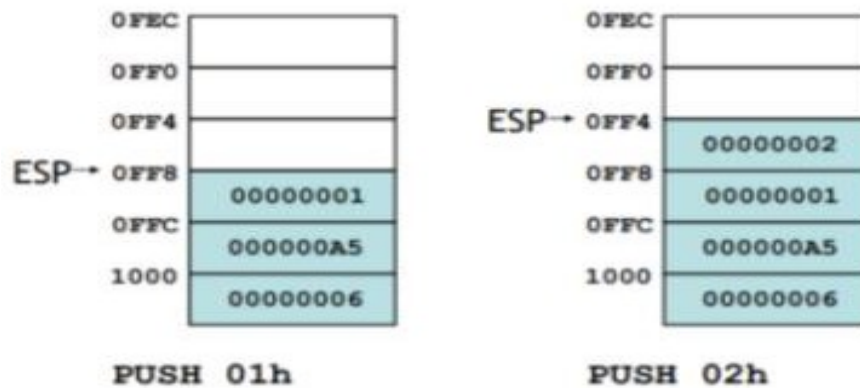 0FEC
0FF0
0FF4
ESP→ 0FF8
00000001
0FFC
000000A5
1000
00000006
PUSH 01h
0FEC
0FF0
ESP→ 0FF4
00000002
0FF8
00000001
0FFC
000000A5
1000
00000006
PUSH 02h